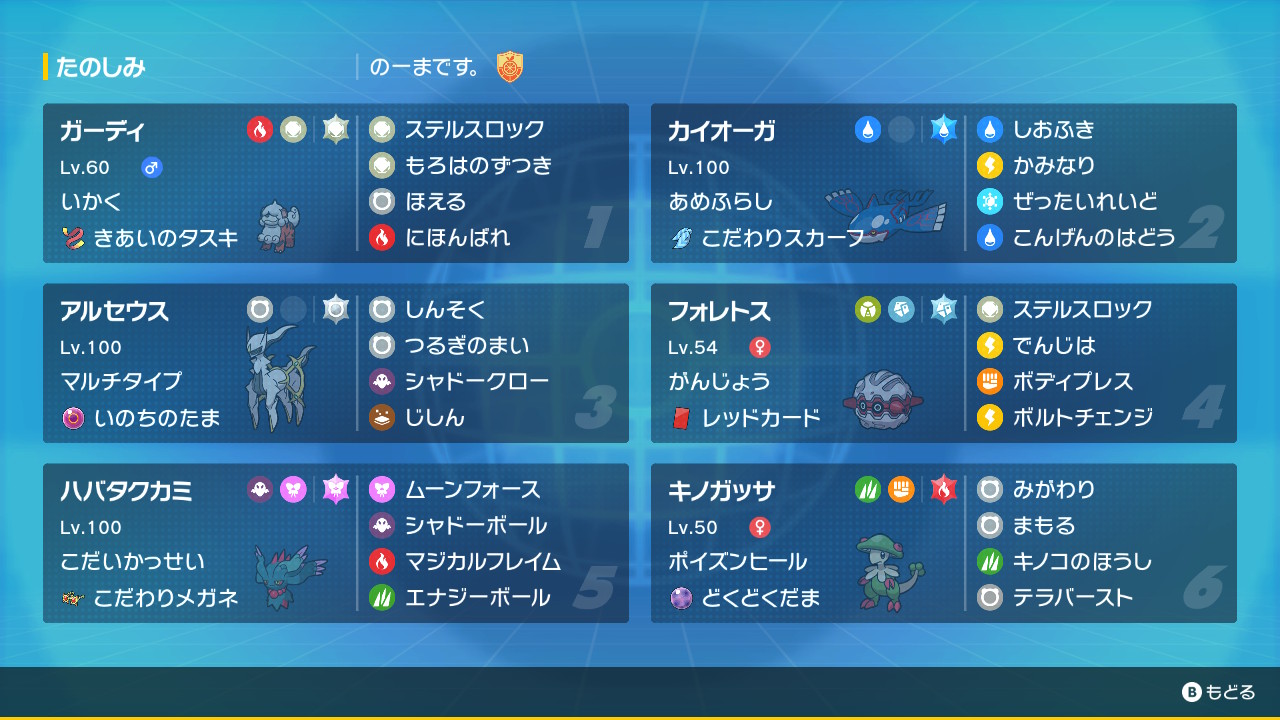 たのしみ
のーまです。
ガーディ
Lv.60
いかく
きあいのタスキ
ステルスロック
もろはのずつき
ほえる
にほんばれ
1
カイオーガ
Lv.100
あめふらし
こだわりスカーフ
しおふき
かみなり
ぜったいれいど
こんげんのはどう
2
アルセウス
Lv.100
マルチタイプ
いのちのたま
しんそく
つるぎのまい
シャドークロー
じしん
3
フォレトス
Lv.54
がんじょう
レッドカード
ステルスロック
でんじは
ボディプレス
ボルトチェンジ
4
ハバタクカミ
Lv.100
こだいかっせい
こだわりメガネ
ムーンフォース
シャドーボール
マジカルフレイム
エナジーボール
5
キノガッサ
Lv.50
ポイズンヒール
どくどくだま
みがわり
まもる
キノコのほうし
テラバースト
6
B もどる